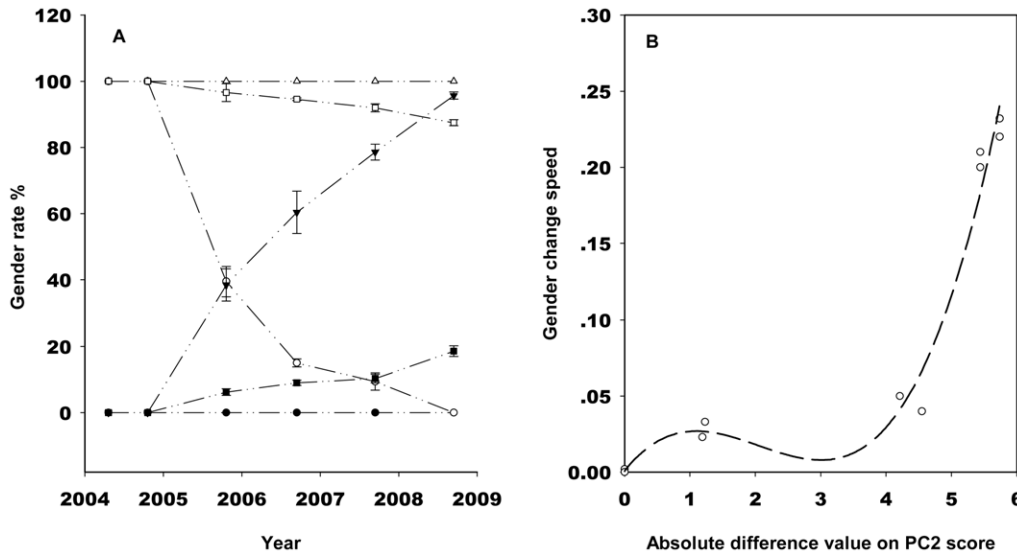 A
Gender rate %
120
100
80
60
40
20
0
2004 2005 2006 2007 2008 2009
Year
B
Gender change speed
.30
.25
.20
.15
.10
.05
0.00
0 1 2 3 4 5 6
Absolute difference value on PC2 score